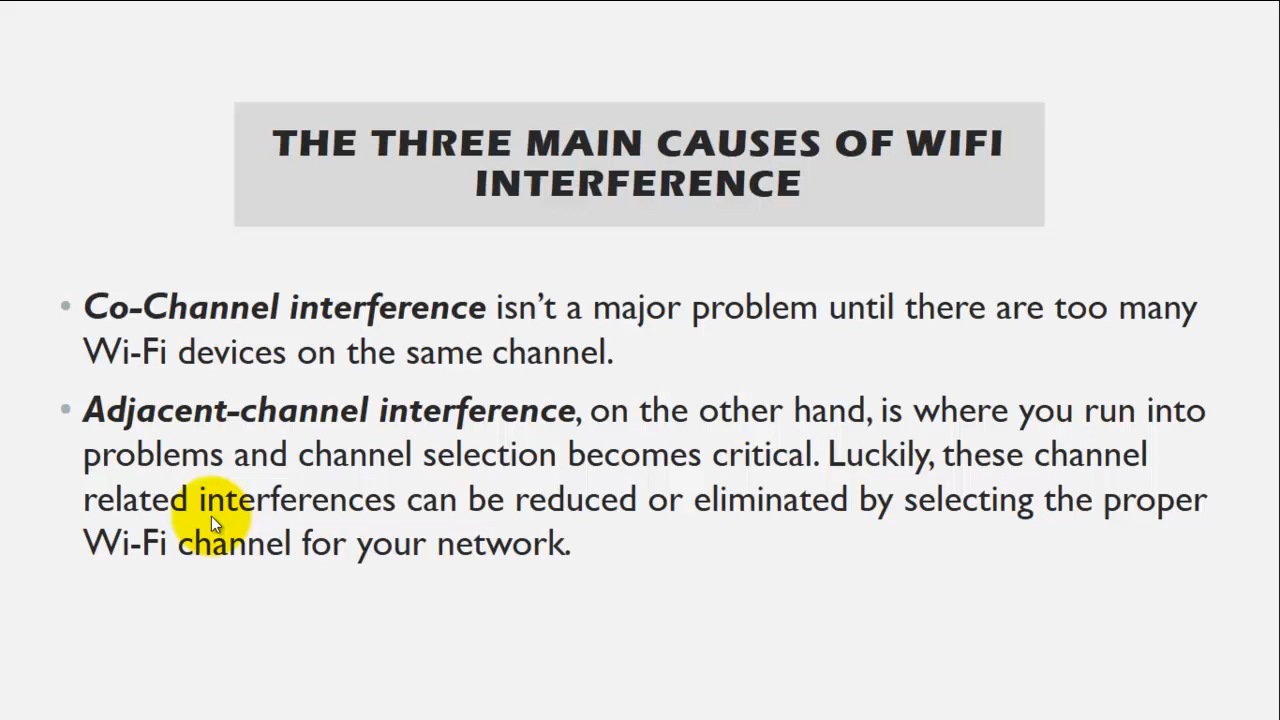 THE THREE MAIN CAUSES OF WIFI
INTERFERENCE
• Co-Channel interference isn't a major problem until there are too many
Wi-Fi devices on the same channel.
• Adjacent-channel interference, on the other hand, is where you run into
problems and channel selection becomes critical. Luckily, these channel
related interferences can be reduced or eliminated by selecting the proper
Wi-Fi channel for your network.